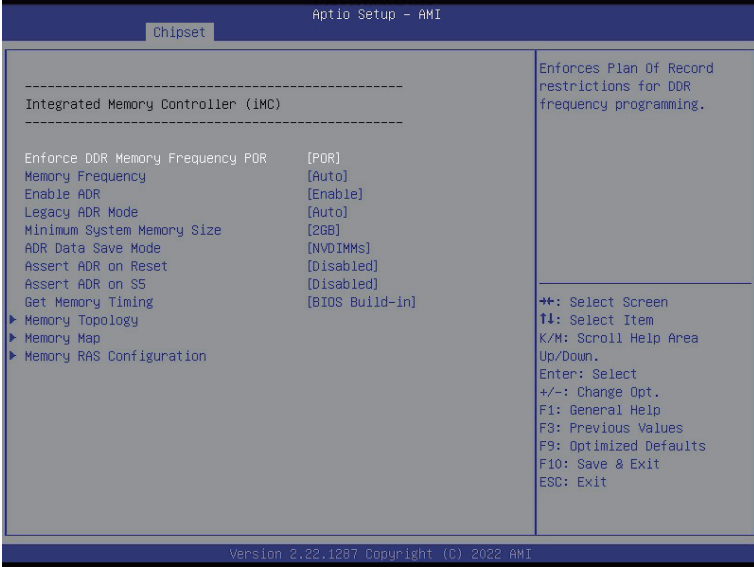 Aptio Setup – AMI
Chipset
Integrated Memory Controller (iMC)
Enforce DDR Memory Frequency POR [POR]
Memory Frequency [Auto]
Enable ADR [Enable]
Legacy ADR Mode [Auto]
Minimum System Memory Size [2GB]
ADR Data Save Mode [NVDIMMs]
Assert ADR on Reset [Disabled]
Assert ADR on S5 [Disabled]
Get Memory Timing [BIOS Build-in]
Memory Topology
Memory Map
Memory RAS Configuration
Enforces Plan Of Record
restrictions for DDR
frequency programming.
→←: Select Screen
↑↓: Select Item
K/M: Scroll Help Area
Up/Down.
Enter: Select
+/-: Change Opt.
F1: General Help
F3: Previous Values
F9: Optimized Defaults
F10: Save & Exit
ESC: Exit
Version 2.22.1287 Copyright (C) 2022 AMI